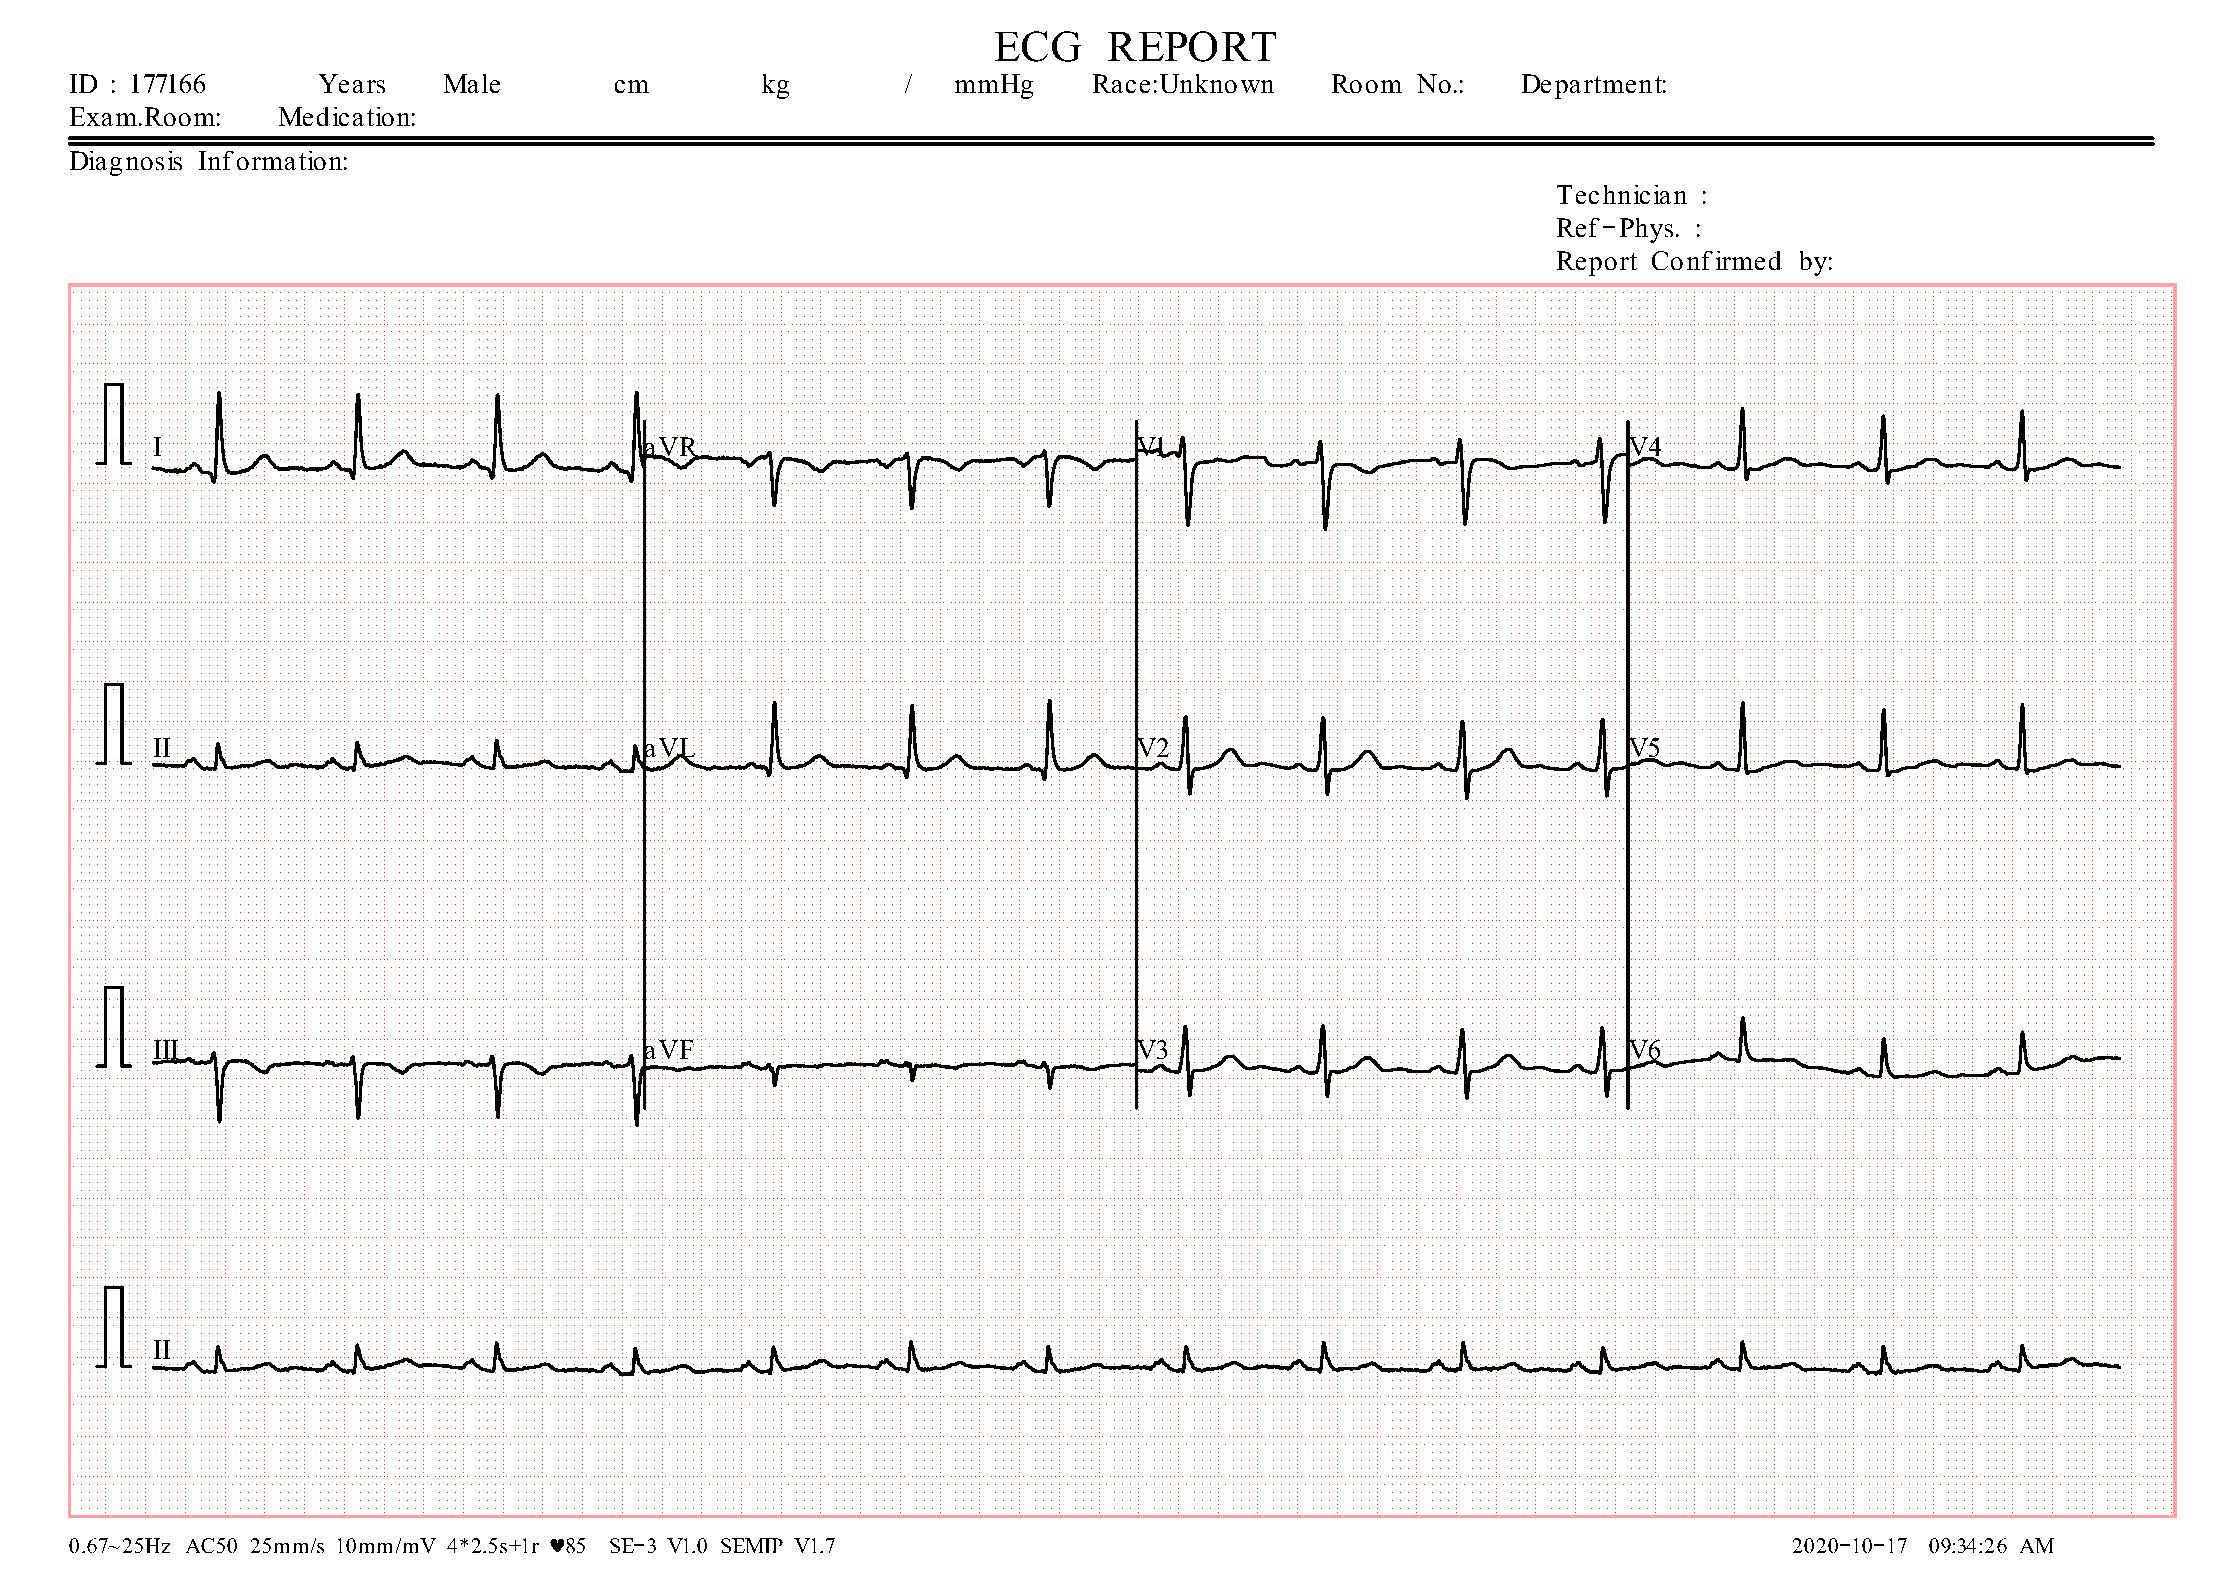 ECG REPORT
ID : 177166 Years Male cm kg / mmHg Race:Unknown Room No.: Department:
Exam.Room: Medication:
Diagnosis Information:
Technician :
Ref-Phys. :
Report Confirmed by:
I aVR V1 V4
II aVL V2 V5
III aVF V3 V6
II
0.67~25Hz AC50 25mm/s 10mm/mV 4*2.5s+1r ♥85 SE-3 V1.0 SEMIP V1.7 2020-10-17 09:34:26 AM